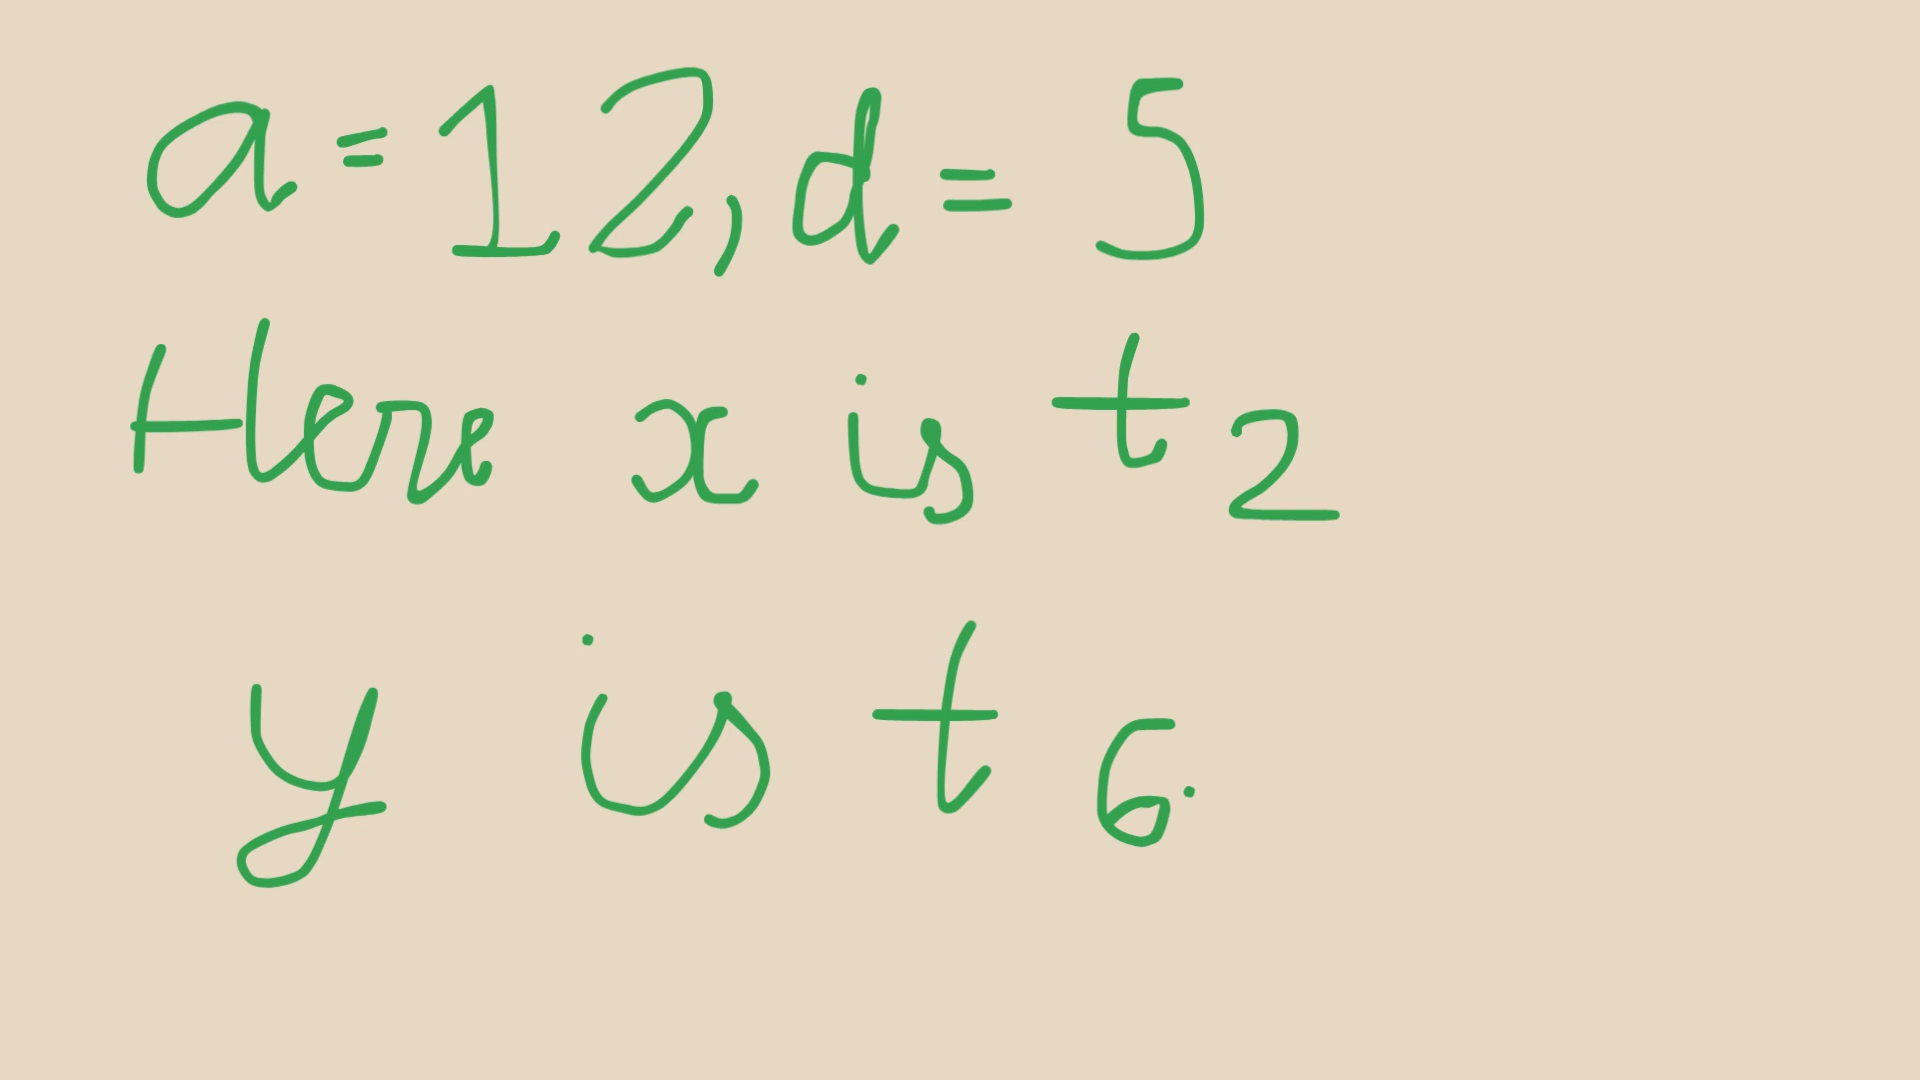 a = 12, d = 5
Here x is t2
y is t6.